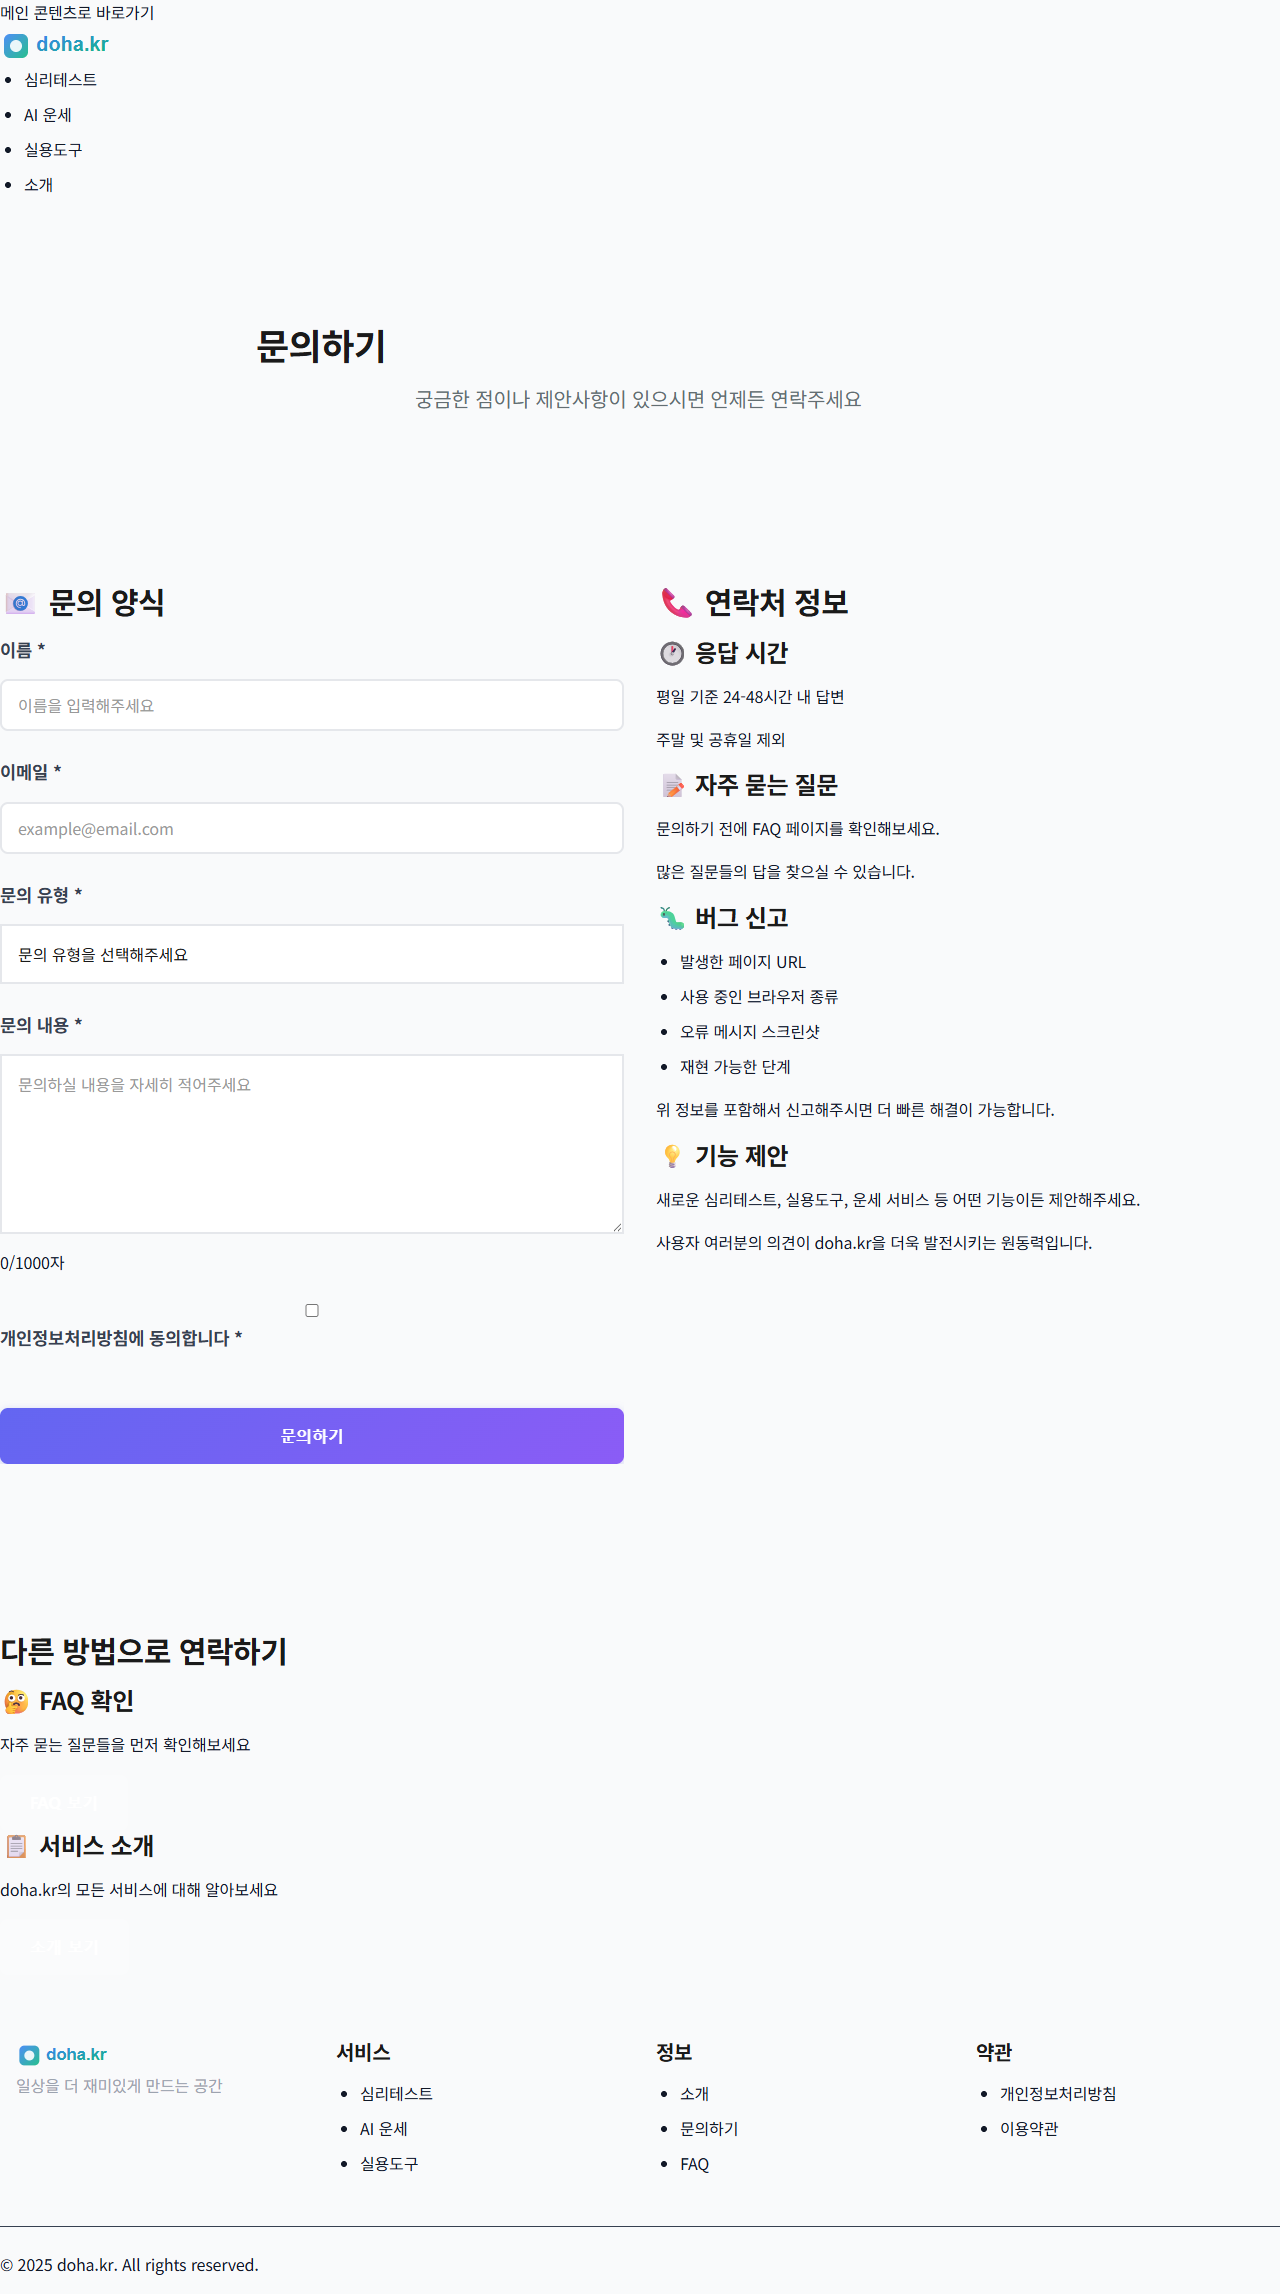 메인 콘텐츠로 바로가기
doha.kr
심리테스트
AI 운세
실용도구
소개
문의하기
궁금한 점이나 제안사항이 있으시면 언제든 연락주세요
문의 양식
이름 *
이름을 입력해주세요
이메일 *
example@email.com
문의 유형 *
문의 유형을 선택해주세요
문의 내용 *
문의하실 내용을 자세히 적어주세요
0/1000자
개인정보처리방침에 동의합니다 *
문의하기
연락처 정보
응답 시간
평일 기준 24-48시간 내 답변
주말 및 공휴일 제외
자주 묻는 질문
문의하기 전에 FAQ 페이지를 확인해보세요.
많은 질문들의 답을 찾으실 수 있습니다.
버그 신고
발생한 페이지 URL
사용 중인 브라우저 종류
오류 메시지 스크린샷
재현 가능한 단계
위 정보를 포함해서 신고해주시면 더 빠른 해결이 가능합니다.
기능 제안
새로운 심리테스트, 실용도구, 운세 서비스 등 어떤 기능이든 제안해주세요.
사용자 여러분의 의견이 doha.kr을 더욱 발전시키는 원동력입니다.
다른 방법으로 연락하기
FAQ 확인
자주 묻는 질문들을 먼저 확인해보세요
서비스 소개
doha.kr의 모든 서비스에 대해 알아보세요
doha.kr
일상을 더 재미있게 만드는 공간
서비스
심리테스트
AI 운세
실용도구
정보
소개
문의하기
FAQ
약관
개인정보처리방침
이용약관
© 2025 doha.kr. All rights reserved.